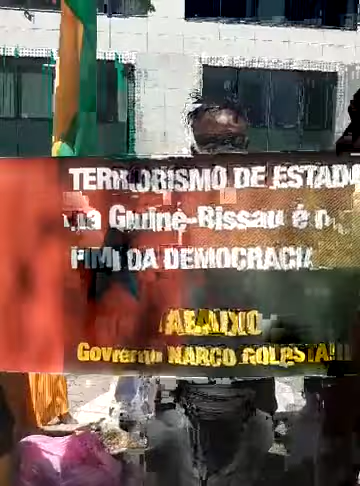 TERRORISMO DE ESTADO
na Guiné-Bissau é o
FIM DA DEMOCRACIA
ABAIXO
Governo NARCO GOLPISTA!!!